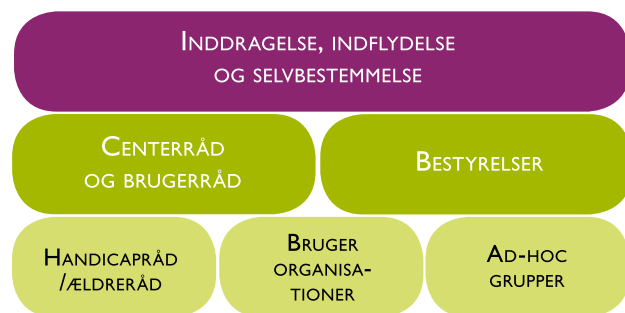 Inddragelse, indflydelse
og selvbestemmelse
Centerråd
og brugerråd
Bestyrelser
Handicapråd
/ældreråd
Bruger
organisa-
tioner
Ad-hoc
grupper